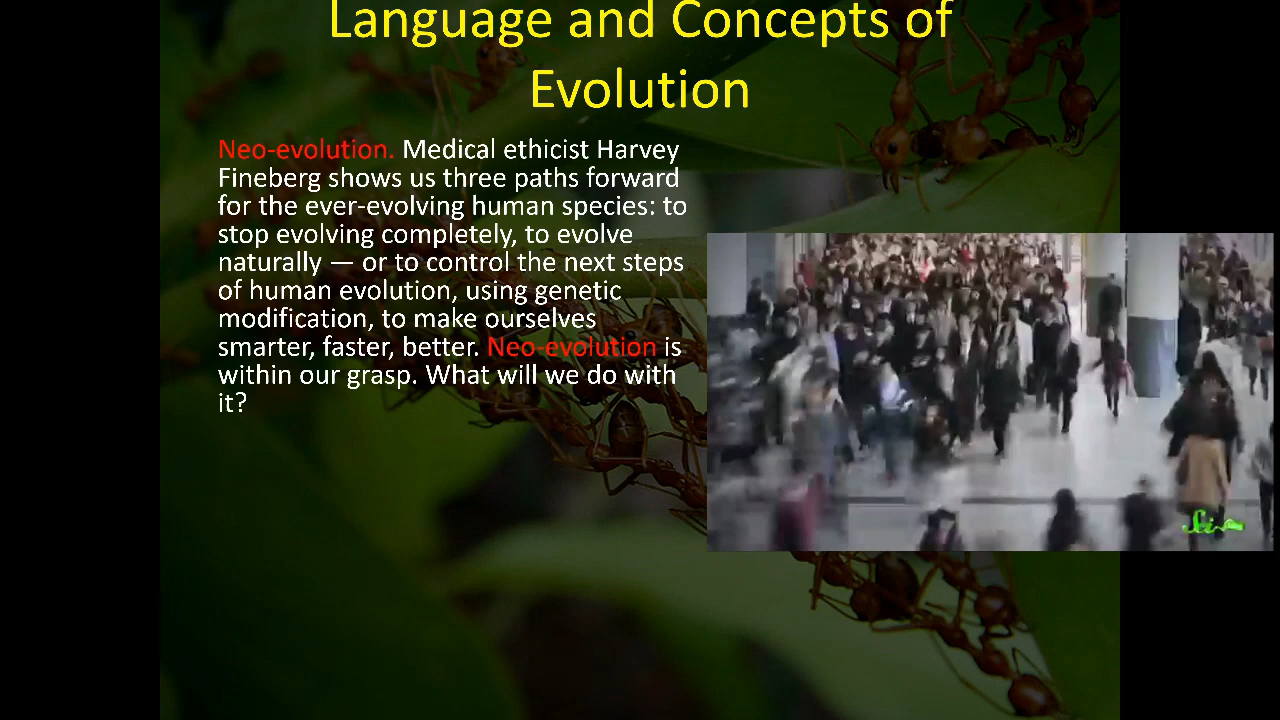 Language and Concepts of
Evolution
Neo-evolution. Medical ethicist Harvey
Fineberg shows us three paths forward
for the ever-evolving human species: to
stop evolving completely, to evolve
naturally — or to control the next steps
of human evolution, using genetic
modification, to make ourselves
smarter, faster, better. Neo-evolution is
within our grasp. What will we do with
it?
Sci